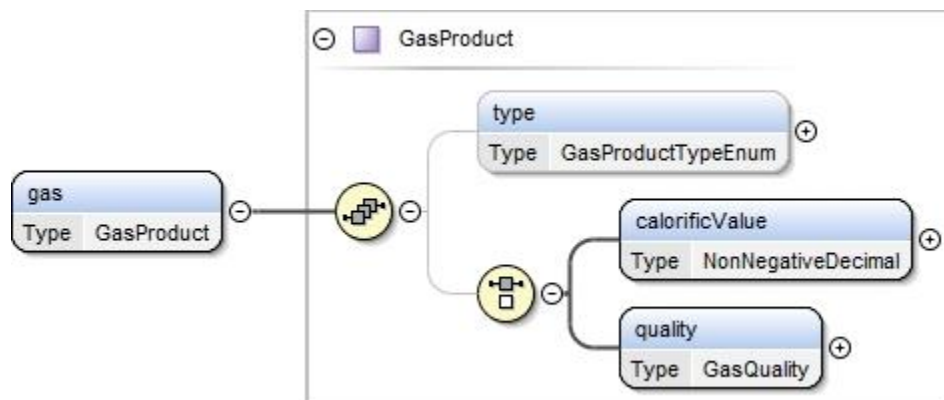 GasProduct
type
Type GasProductTypeEnum
gas
Type GasProduct
calorificValue
Type NonNegativeDecimal
quality
Type GasQuality